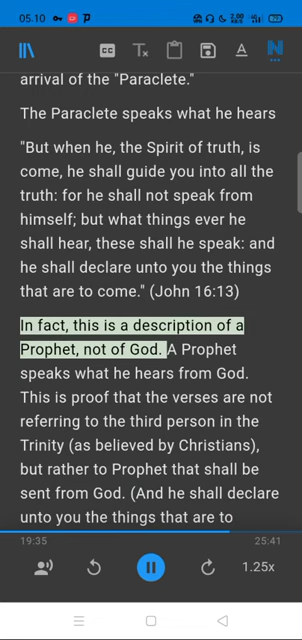 05.10
arrival of the "Paraclete."
The Paraclete speaks what he hears
"But when he, the Spirit of truth, is
come, he shall guide you into all the
truth: for he shall not speak from
himself; but what things ever he
shall hear, these shall he speak: and
he shall declare unto you the things
that are to come." (John 16:13)
In fact, this is a description of a
Prophet, not of God. A Prophet
speaks what he hears from God.
This is proof that the verses are not
referring to the third person in the
Trinity (as believed by Christians),
but rather to Prophet that shall be
sent from God. (And he shall declare
unto you the things that are to
19:35 25:41
1.25x